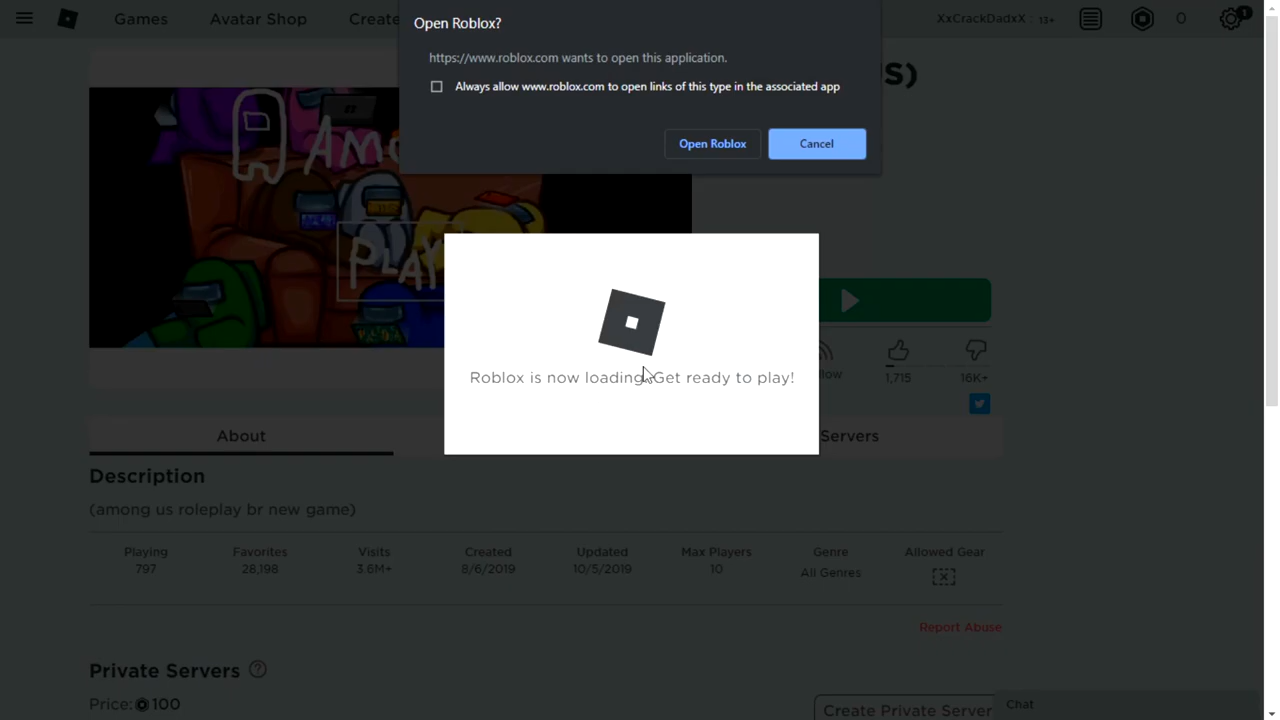 Games
Avatar Shop
Create
Open Roblox?
https://www.roblox.com wants to open this application.
Always allow www.roblox.com to open links of this type in the associated app
Open Roblox
Cancel
XxCrackDadxX : 13+
0
1
S)
AMO
PLAY
Roblox is now loading. Get ready to play!
1,715
16K+
About
Servers
Description
(among us roleplay br new game)
Playing
Favorites
Visits
Created
Updated
Max Players
Genre
Allowed Gear
797
28,198
3.6M+
8/6/2019
10/5/2019
10
All Genres
Report Abuse
Private Servers
Price: 100
Create Private Server
Chat